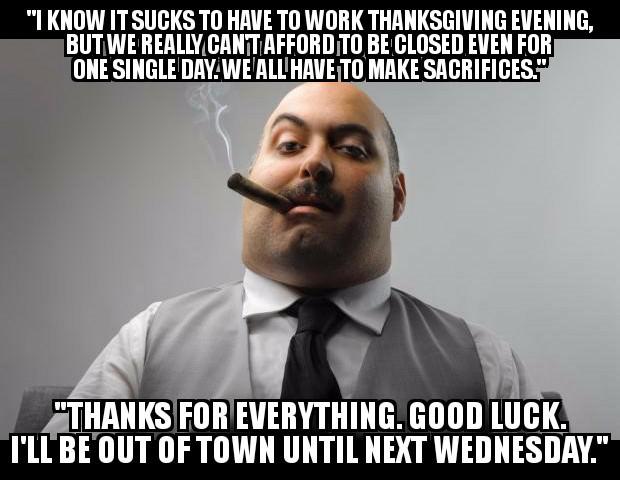 "I KNOW IT SUCKS TO HAVE TO WORK THANKSGIVING EVENING,
BUT WE REALLY CAN'T AFFORD TO BE CLOSED EVEN FOR
ONE SINGLE DAY. WE ALL HAVE TO MAKE SACRIFICES."
"THANKS FOR EVERYTHING. GOOD LUCK.
I'LL BE OUT OF TOWN UNTIL NEXT WEDNESDAY."